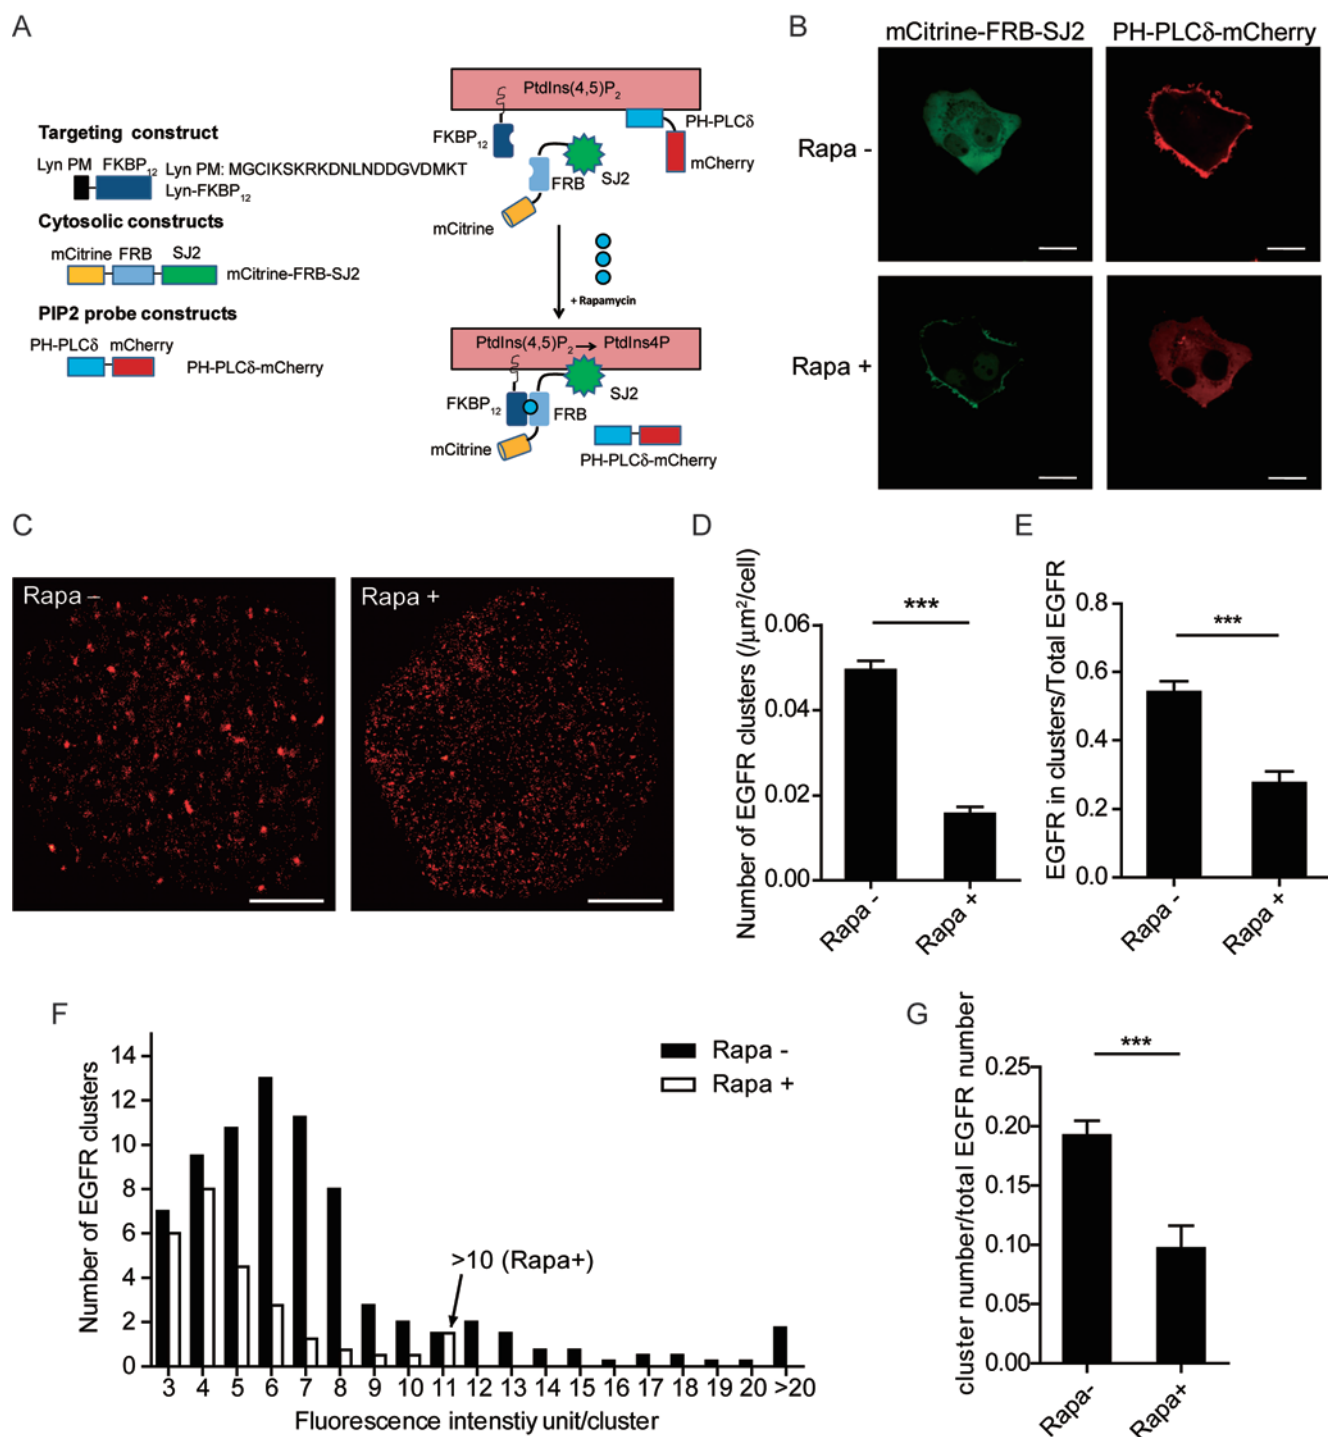 A
Targeting construct
Lyn PM FKBP12 Lyn PM: MGCIKSKRKDNLNDDGVDMKT
Lyn-FKBP12
Cytosolic constructs
mCitrine FRB SJ2
mCitrine-FRB-SJ2
PIP2 probe constructs
PH-PLCδ mCherry
PH-PLCδ-mCherry
PtdIns(4,5)P2
PH-PLCδ
FKBP12
mCherry
FRB SJ2
mCitrine
+ Rapamycin
PtdIns(4,5)P2 PtdIns4P
SJ2
FKBP12 FRB
mCitrine
PH-PLCδ-mCherry
B
mCitrine-FRB-SJ2 PH-PLCδ-mCherry
Rapa -
Rapa +
C
Rapa -
Rapa +
D
Number of EGFR clusters (/µm²/cell)
0.06
0.04
0.02
0.00
***
Rapa - Rapa +
E
EGFR in clusters/Total EGFR
0.8
0.6
0.4
0.2
0.0
***
Rapa - Rapa +
F
Number of EGFR clusters
14
12
10
8
6
4
2
0
Rapa -
Rapa +
>10 (Rapa+)
3 4 5 6 7 8 9 10 11 12 13 14 15 16 17 18 19 20 >20
Fluorescence intenstiy unit/cluster
G
cluster number/total EGFR number
0.25
0.20
0.15
0.10
0.05
0.00
***
Rapa- Rapa+